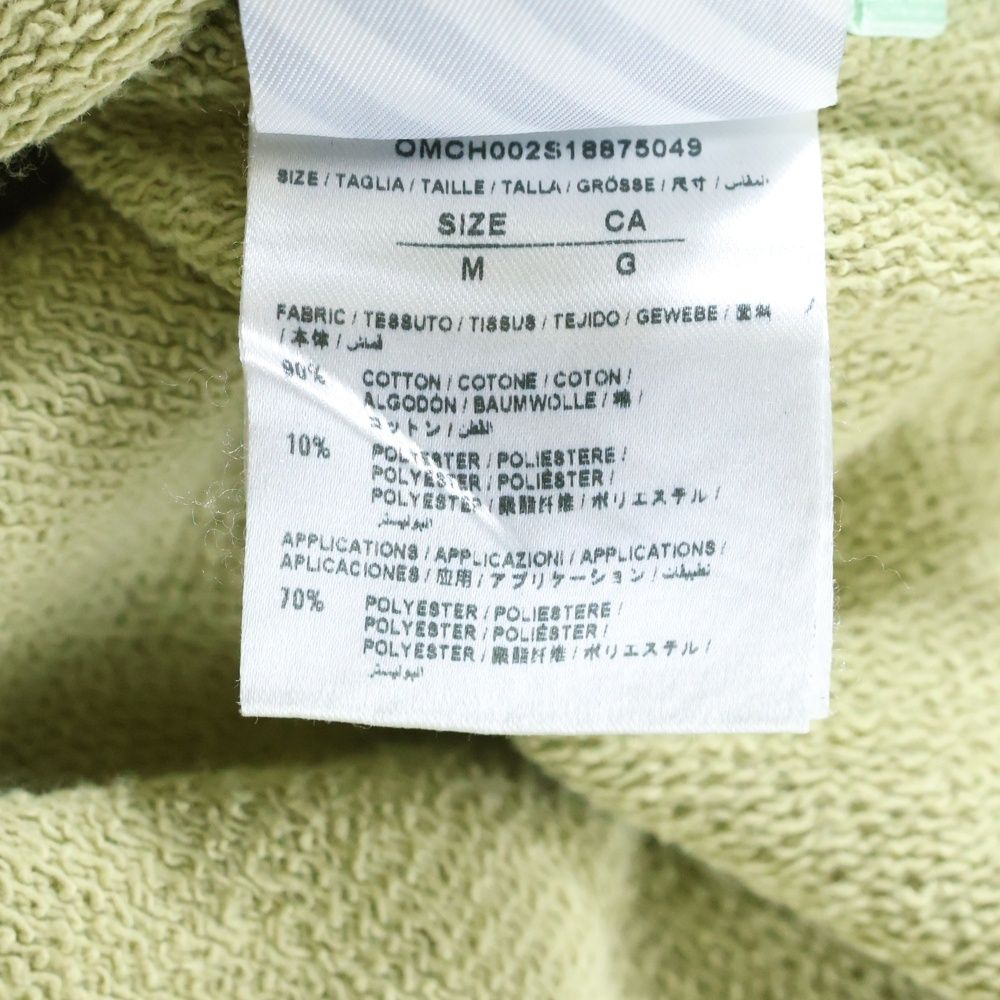 OMCH002S18875049
SIZE / TAGLIA / TAILLE / TALLA / GRÖSSE / 尺寸 / المقاس
SIZE CA
M G
FABRIC / TESSUTO / TISSUS / TEJIDO / GEWEBE / 面料
/ 本体 / قماش
90% COTTON / COTONE / COTON /
ALGODÓN / BAUMWOLLE / 棉 /
コットン / القطن
10% POLYESTER / POLIESTERE /
POLYESTER / POLIÉSTER /
POLYESTER / 聚酯纤维 / ポリエステル /
البوليستر
APPLICATIONS / APPLICAZIONI / APPLICATIONS /
APLICACIONES / 应用 / アプリケーション / تطبيقات
70% POLYESTER / POLIESTERE /
POLYESTER / POLIÉSTER /
POLYESTER / 聚酯纤维 / ポリエステル /
البوليستر